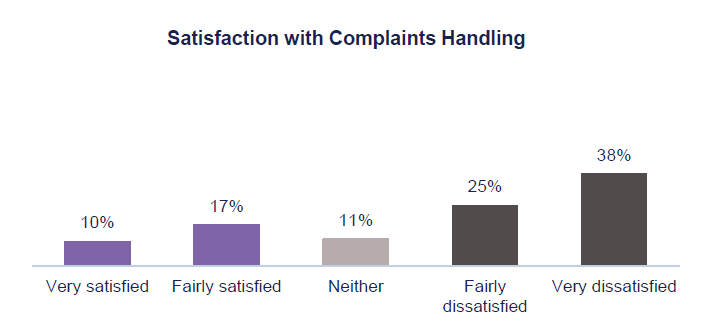 Satisfaction with Complaints Handling
38%
25%
17%
10%
11%
Very satisfied
Fairly satisfied
Neither
Fairly
dissatisfied
Very dissatisfied